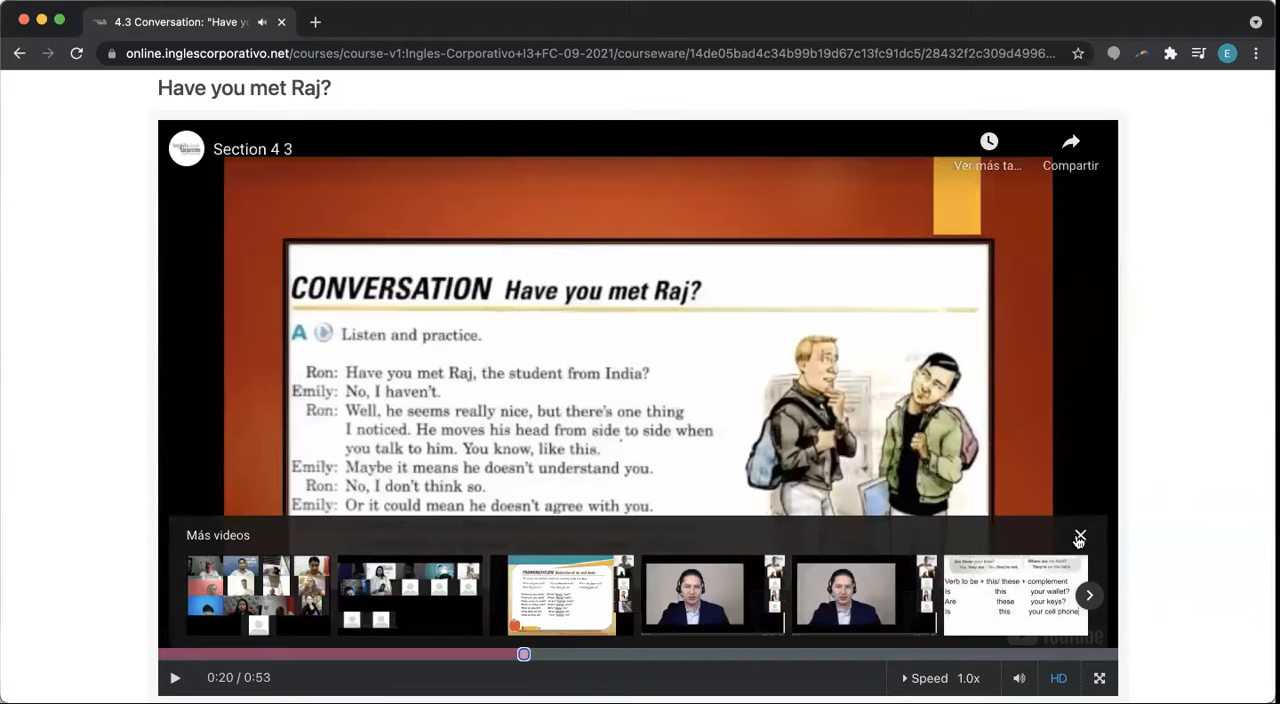 4.3 Conversation: "Have yo
online.inglescorporativo.net/courses/course-v1:Ingles-Corporativo+I3+FC-09-2021/courseware/14de05bad4c34b99b19d67c13fc91dc5/28432f2c309d4996...
E
Have you met Raj?
Section 4 3
Ver más ta...
Compartir
CONVERSATION Have you met Raj?
A Listen and practice.
Ron: Have you met Raj, the student from India?
Emily: No, I haven't.
Ron: Well, he seems really nice, but there's one thing
I noticed. He moves his head from side to side when
you talk to him. You know, like this.
Emily: Maybe it means he doesn't understand you.
Ron: No, I don't think so.
Emily: Or it could mean he doesn't agree with you.
Más videos
Verb to be + this/ these + complement
Is this your wallet?
Are these your keys?
Is this your cell phone
YouTube
0:20 / 0:53
Speed 1.0x
HD